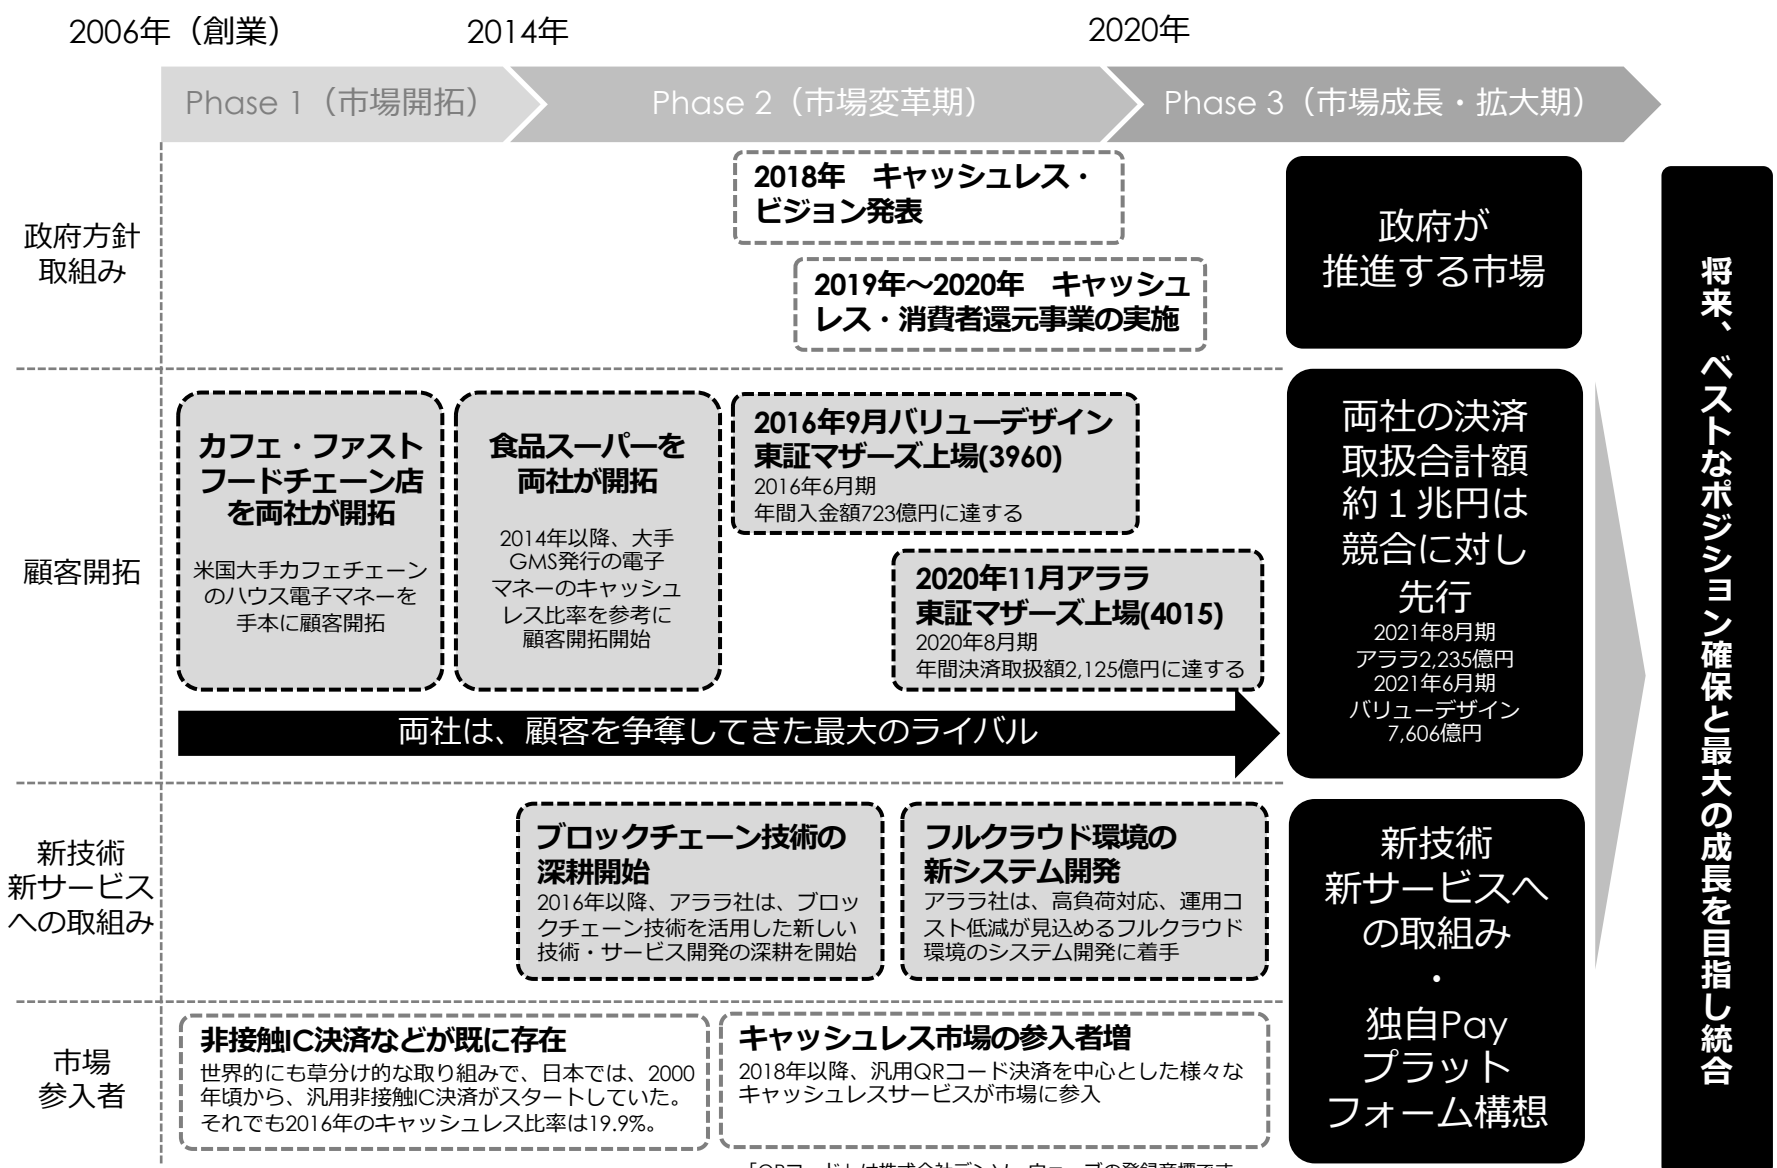 2006年（創業）
2014年
2020年
Phase 1（市場開拓）
Phase 2（市場変革期）
Phase 3（市場成長・拡大期）
政府方針
取組み
2018年　キャッシュレス・
ビジョン発表
2019年～2020年　キャッシュ
レス・消費者還元事業の実施
政府が
推進する市場
顧客開拓
カフェ・ファスト
フードチェーン店
を両社が開拓
米国大手カフェチェーン
のハウス電子マネーを
手本に顧客開拓
食品スーパーを
両社が開拓
2014年以降、大手
GMS発行の電子
マネーのキャッシュ
レス比率を参考に
顧客開拓開始
2016年9月バリューデザイン
東証マザーズ上場(3960)
2016年6月期
年間入金額723億円に達する
2020年11月アララ
東証マザーズ上場(4015)
2020年8月期
年間決済取扱額2,125億円に達する
両社は、顧客を争奪してきた最大のライバル
両社の決済
取扱合計額
約１兆円は
競合に対し
先行
2021年8月期
アララ2,235億円
2021年6月期
バリューデザイン
7,606億円
新技術
新サービス
への取組み
ブロックチェーン技術の
深耕開始
2016年以降、アララ社は、ブロッ
クチェーン技術を活用した新しい
技術・サービス開発の深耕を開始
フルクラウド環境の
新システム開発
アララ社は、高負荷対応、運用コ
スト低減が見込めるフルクラウド
環境のシステム開発に着手
新技術
新サービスへ
の取組み
・
独自Pay
プラット
フォーム構想
市場
参入者
非接触IC決済などが既に存在
世界的にも草分け的な取り組みで、日本では、2000
年頃から、汎用非接触IC決済がスタートしていた。
それでも2016年のキャッシュレス比率は19.9%。
キャッシュレス市場の参入者増
2018年以降、汎用QRコード決済を中心とした様々な
キャッシュレスサービスが市場に参入
「QRコード」は株式会社デンソーウェーブの登録商標です
将来、ベストなポジション確保と最大の成長を目指し統合